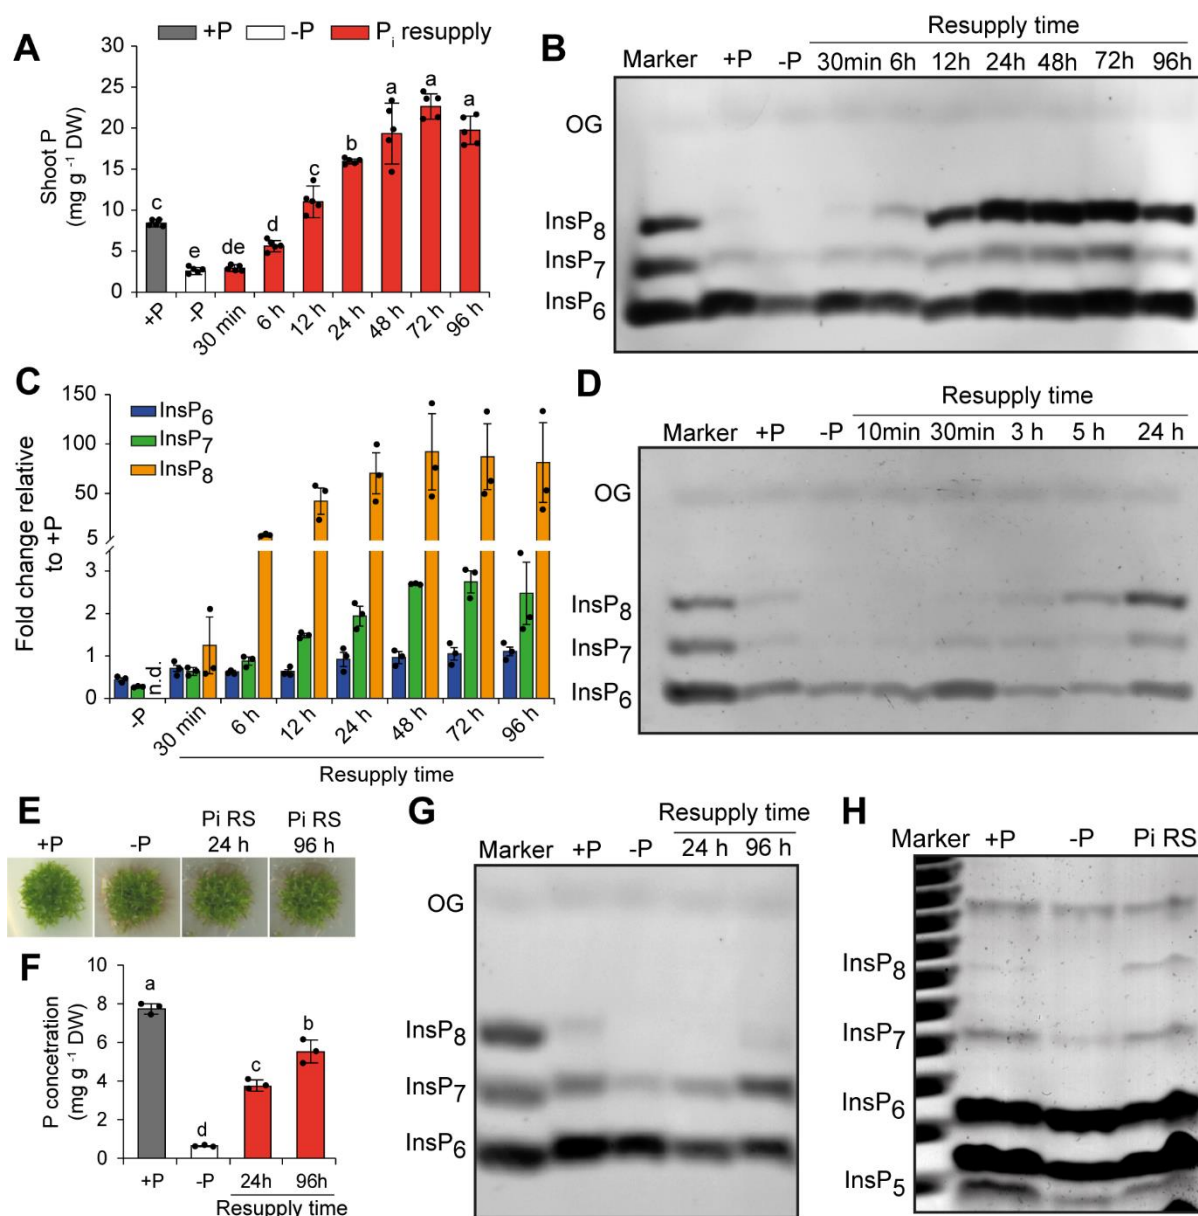 A
+P -P Pi resupply
Shoot P
(mg g -1 DW)
25
20
15
10
5
0
c
e
de
d
c
b
a
a
a
+P
-P
30 min
6 h
12 h
24 h
48 h
72 h
96 h
B
Resupply time
Marker +P -P 30min 6h 12h 24h 48h 72h 96h
OG
InsP8
InsP7
InsP6
C
InsP6
InsP7
InsP8
Fold change relative
to +P
150
100
50
5
3
2
1
0
n.d.
-P
30 min
6 h
12 h
24 h
48 h
72 h
96 h
Resupply time
D
Resupply time
Marker +P -P 10min 30min 3 h 5 h 24 h
OG
InsP8
InsP7
InsP6
E
+P -P Pi RS Pi RS
24 h 96 h
F
P concetration
(mg g -1 DW)
10
8
6
4
2
0
a
d
c
b
+P -P 24h 96h
Resupply time
G
Resupply time
Marker +P -P 24 h 96 h
OG
InsP8
InsP7
InsP6
H
Marker +P -P Pi RS
InsP8
InsP7
InsP6
InsP5